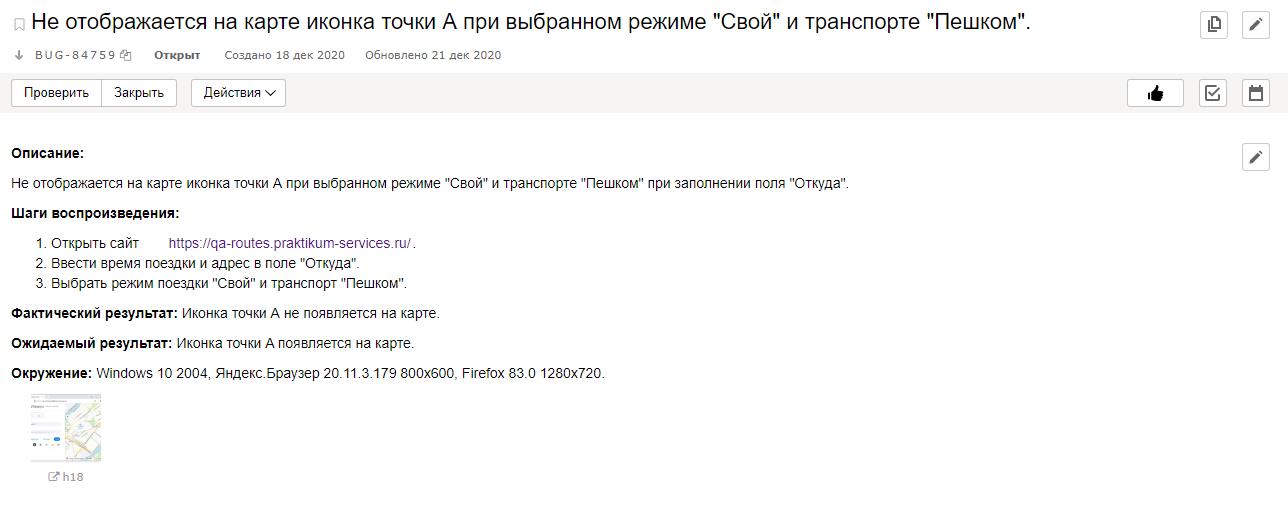 Не отображается на карте иконка точки А при выбранном режиме "Свой" и транспорте "Пешком".
BUG-84759 Открыт Создано 18 дек 2020 Обновлено 21 дек 2020
Проверить Закрыть Действия
Описание:
Не отображается на карте иконка точки А при выбранном режиме "Свой" и транспорте "Пешком" при заполнении поля "Откуда".
Шаги воспроизведения:
1. Открыть сайт https://qa-routes.praktikum-services.ru/.
2. Ввести время поездки и адрес в поле "Откуда".
3. Выбрать режим поездки "Свой" и транспорт "Пешком".
Фактический результат: Иконка точки А не появляется на карте.
Ожидаемый результат: Иконка точки А появляется на карте.
Окружение: Windows 10 2004, Яндекс.Браузер 20.11.3.179 800x600, Firefox 83.0 1280x720.
h18